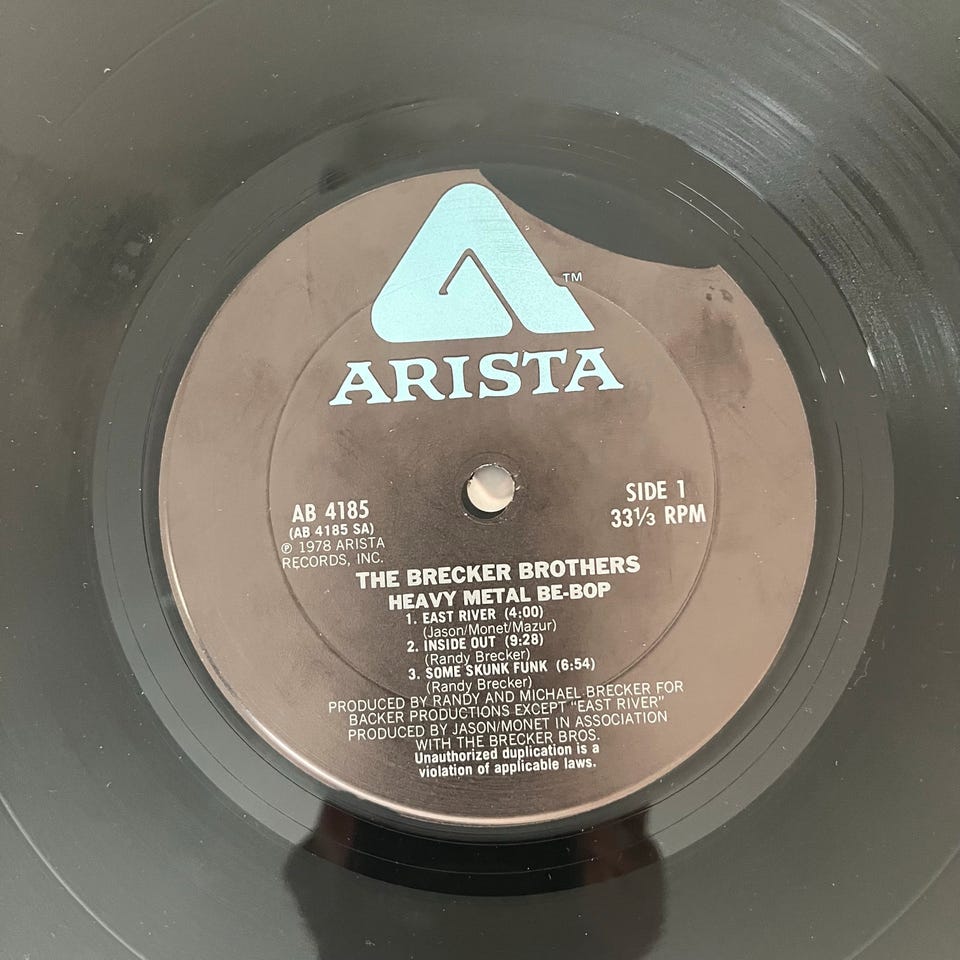 TM
ARISTA
AB 4185
(AB 4185 SA)
℗ 1978 ARISTA
RECORDS, INC.
SIDE 1
33⅓ RPM
THE BRECKER BROTHERS
HEAVY METAL BE-BOP
1. EAST RIVER (4:00)
(Jason/Monet/Mazur)
2. INSIDE OUT (9:28)
(Randy Brecker)
3. SOME SKUNK FUNK (6:54)
(Randy Brecker)
PRODUCED BY RANDY AND MICHAEL BRECKER FOR
BACKER PRODUCTIONS EXCEPT "EAST RIVER"
PRODUCED BY JASON/MONET IN ASSOCIATION
WITH THE BRECKER BROS.
Unauthorized duplication is a
violation of applicable laws.